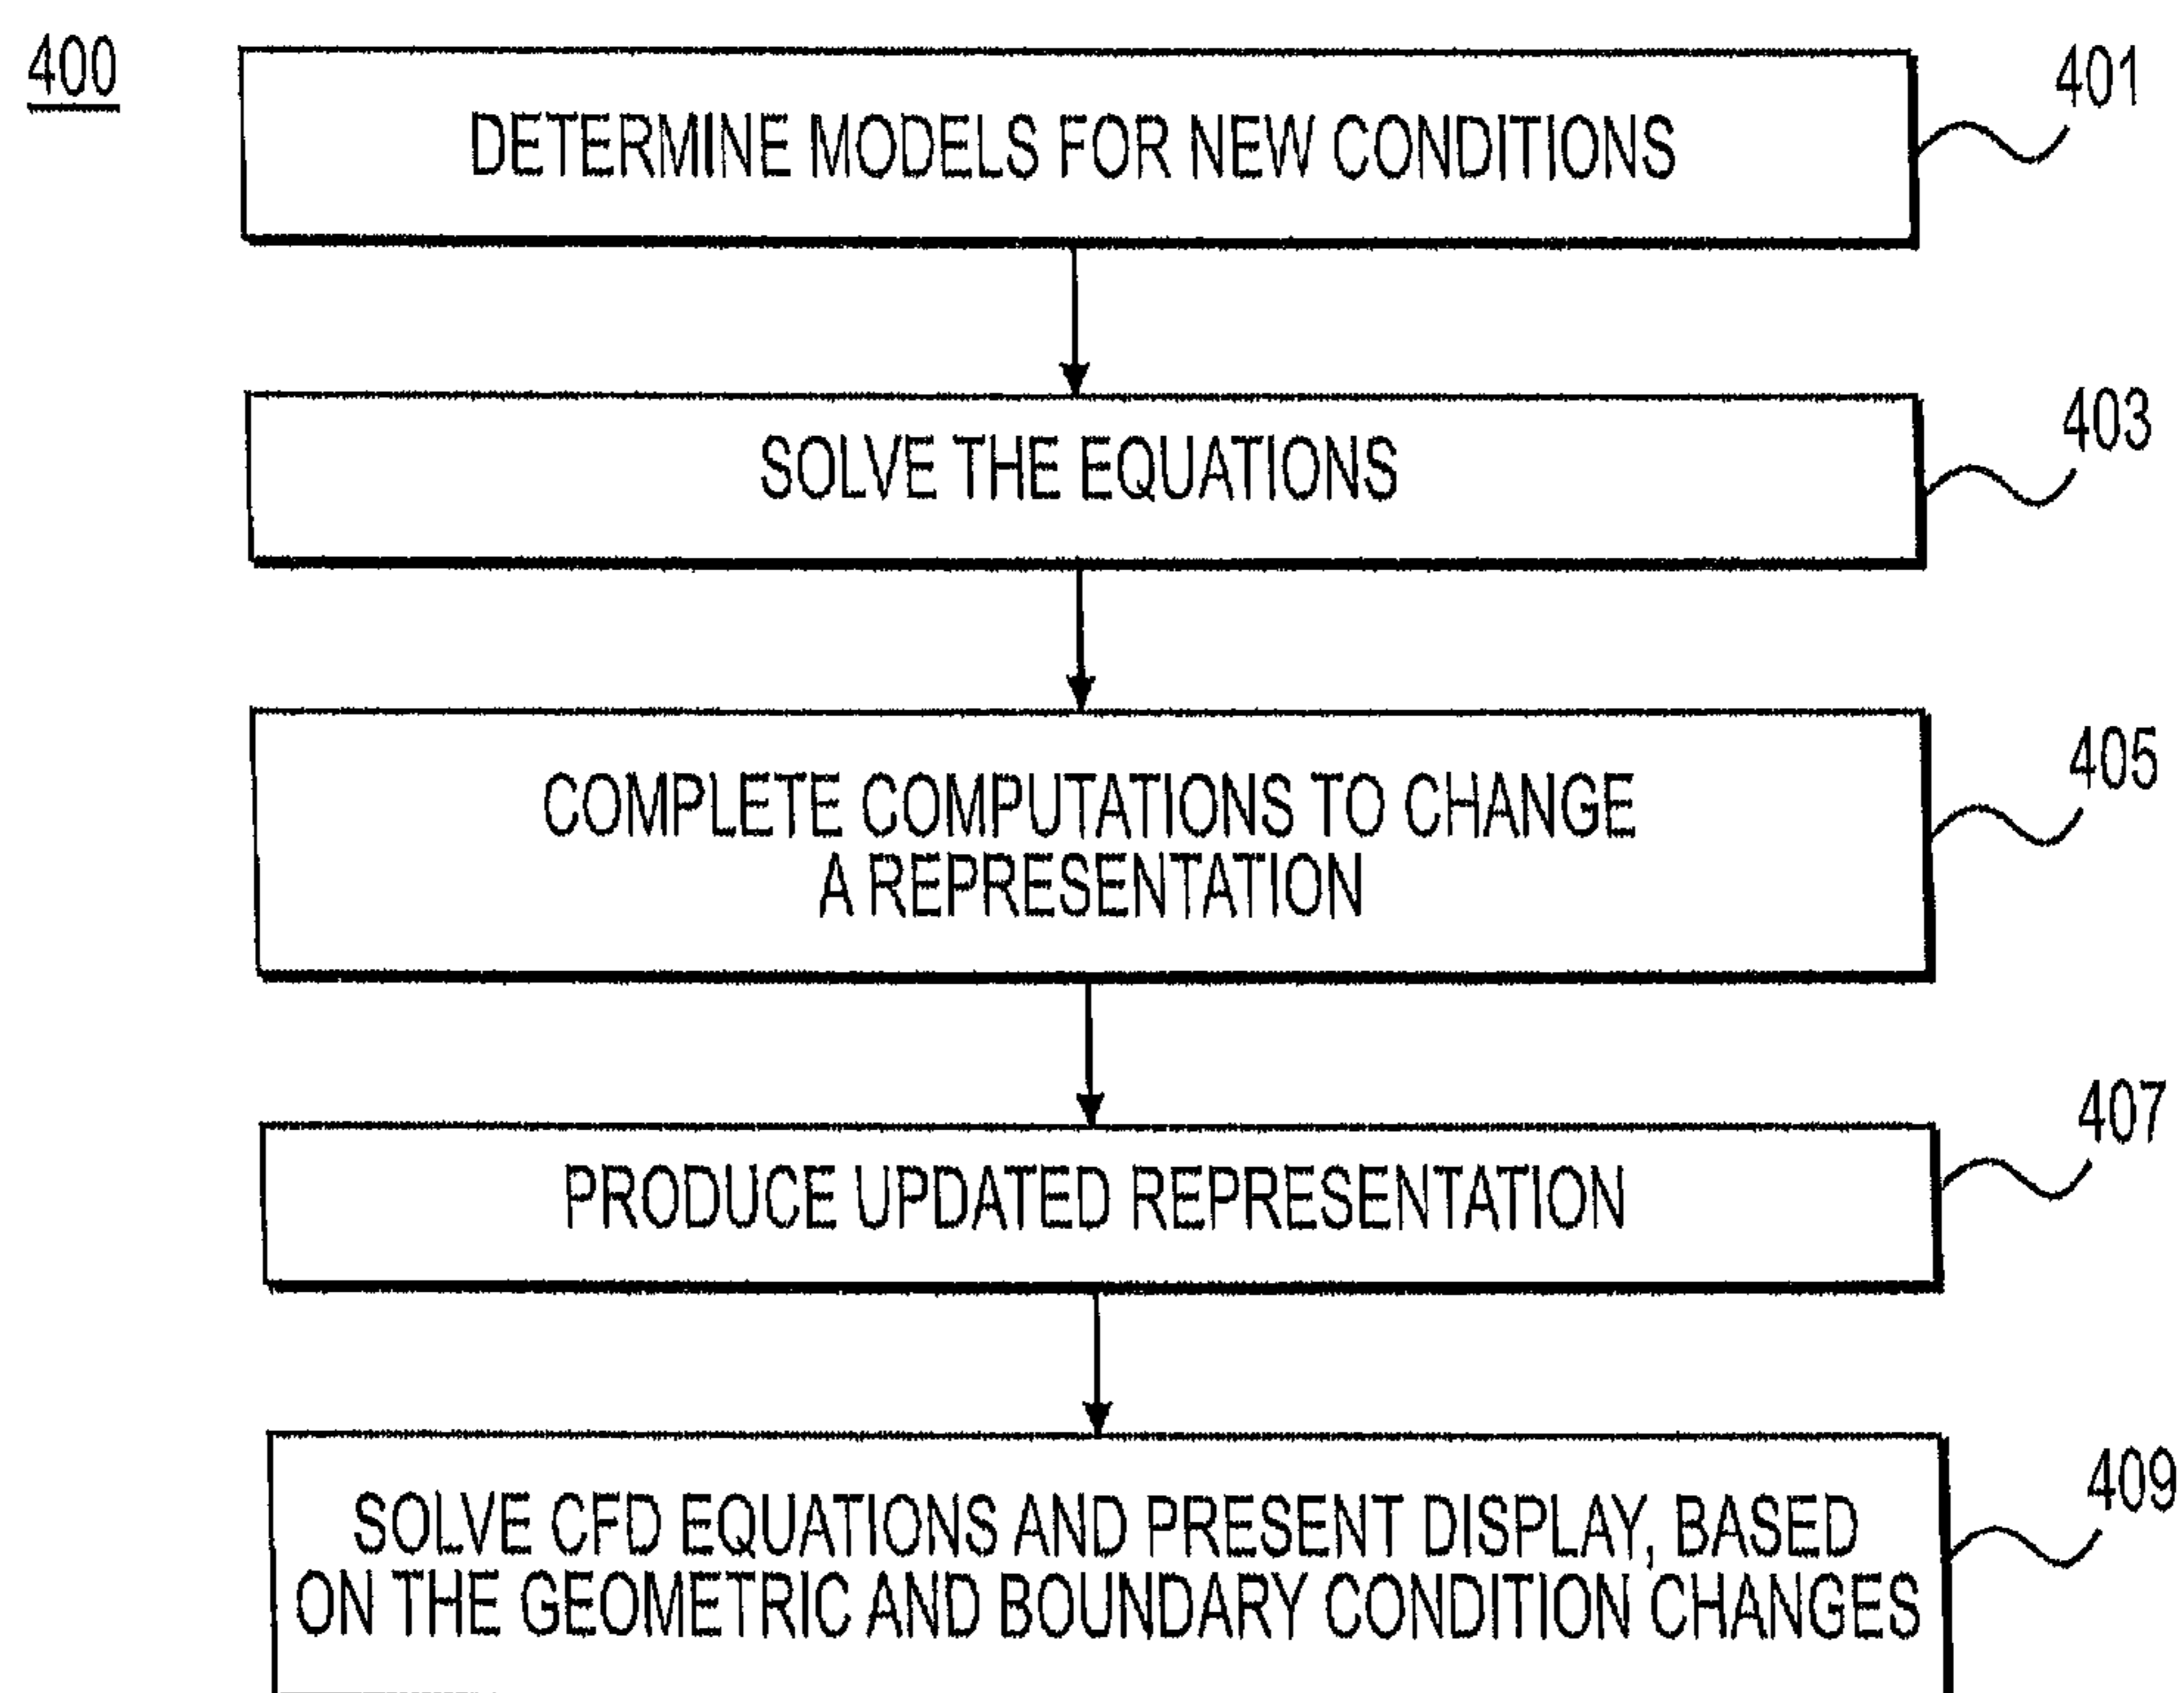 400
DETERMINE MODELS FOR NEW CONDITIONS
401
SOLVE THE EQUATIONS
403
COMPLETE COMPUTATIONS TO CHANGE
A REPRESENTATION
405
PRODUCE UPDATED REPRESENTATION
407
SOLVE CFD EQUATIONS AND PRESENT DISPLAY, BASED
ON THE GEOMETRIC AND BOUNDARY CONDITION CHANGES
409